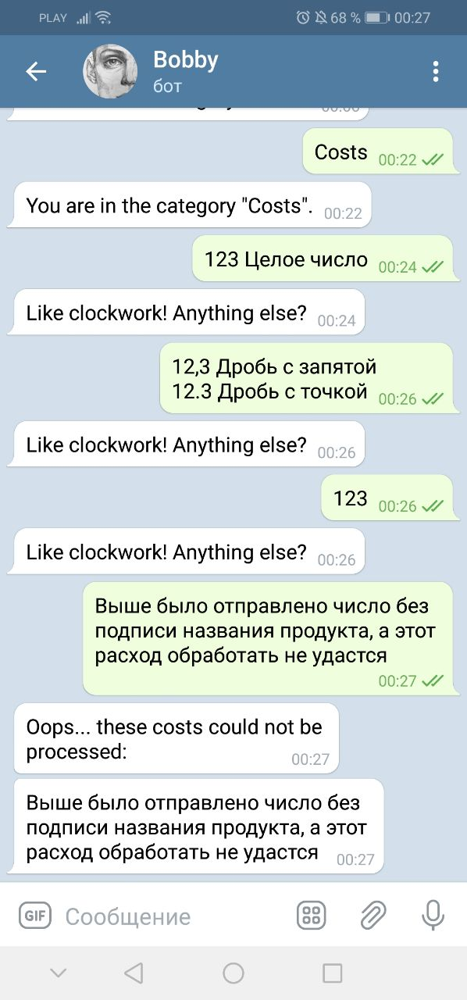 PLAY 68 % 00:27
Bobby
бот
00:00
Costs 00:22
You are in the category "Costs". 00:22
123 Целое число 00:24
Like clockwork! Anything else? 00:24
12,3 Дробь с запятой
12.3 Дробь с точкой 00:26
Like clockwork! Anything else? 00:26
123 00:26
Like clockwork! Anything else? 00:26
Выше было отправлено число без
подписи названия продукта, а этот
расход обработать не удастся
00:27
Oops... these costs could not be
processed: 00:27
Выше было отправлено число без
подписи названия продукта, а этот
расход обработать не удастся 00:27
GIF Сообщение